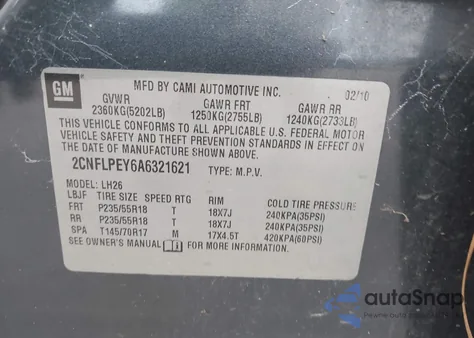 GM
MFD BY CAMI AUTOMOTIVE INC. 02/10
GVWR GAWR FRT GAWR RR
2360KG(5202LB) 1250KG(2755LB) 1240KG(2733LB)
THIS VEHICLE CONFORMS TO ALL APPLICABLE U.S. FEDERAL MOTOR
VEHICLE SAFETY AND THEFT PREVENTION STANDARDS IN EFFECT ON
THE DATE OF MANUFACTURE SHOWN ABOVE.
2CNFLPEY6A6321621 TYPE: M.P.V.
MODEL: LH26
LBJF TIRE SIZE SPEED RTG RIM COLD TIRE PRESSURE
FRT P235/55R18 T 18X7J 240KPA(35PSI)
RR P235/55R18 T 18X7J 240KPA(35PSI)
SPA T145/70R17 M 17X4.5T 420KPA(60PSI)
SEE OWNER'S MANUAL FOR MORE INFORMATION.
autoSnap